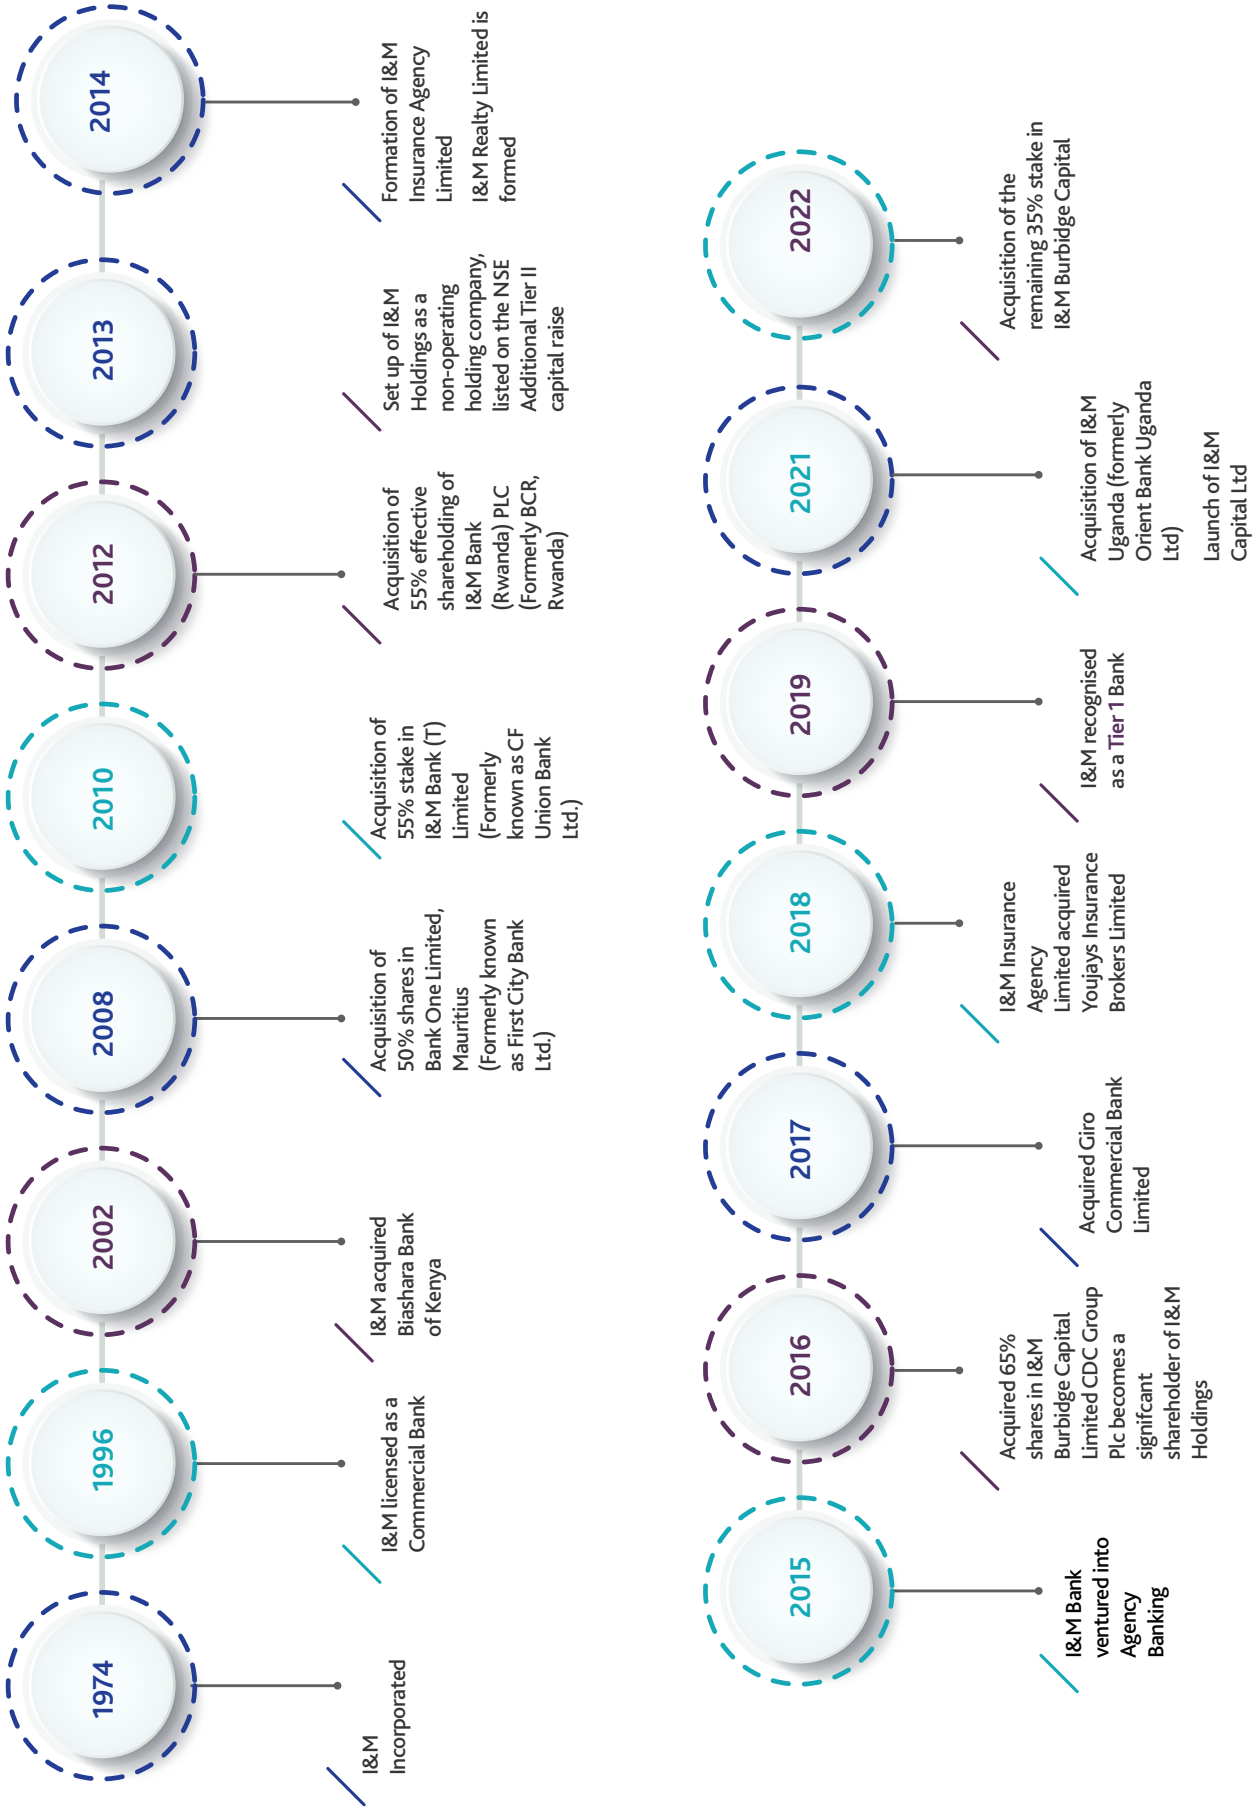 1974
I&M
Incorporated
1996
I&M licensed as a
Commercial Bank
2002
I&M acquired
Biashara Bank
of Kenya
2008
Acquisition of
50% shares in
Bank One Limited,
Mauritius
(Formerly known
as First City Bank
Ltd.)
2010
Acquisition of
55% stake in
I&M Bank (T)
Limited
(Formerly
known as CF
Union Bank
Ltd.)
2012
Acquisition of
55% effective
shareholding of
I&M Bank
(Rwanda) PLC
(Formerly BCR,
Rwanda)
2013
Set up of I&M
Holdings as a
non-operating
holding company,
listed on the NSE
Additional Tier II
capital raise
2014
Formation of I&M
Insurance Agency
Limited
I&M Realty Limited is
formed
2015
I&M Bank
ventured into
Agency
Banking
2016
Acquired 65%
shares in I&M
Burbidge Capital
Limited CDC Group
Plc becomes a
signifcant
shareholder of I&M
Holdings
2017
Acquired Giro
Commercial Bank
Limited
2018
I&M Insurance
Agency
Limited acquired
Youjays Insurance
Brokers Limited
2019
I&M recognised
as a Tier 1 Bank
2021
Acquisition of I&M
Uganda (formerly
Orient Bank Uganda
Ltd)
Launch of I&M
Capital Ltd
2022
Acquisition of the
remaining 35% stake in
I&M Burbidge Capital